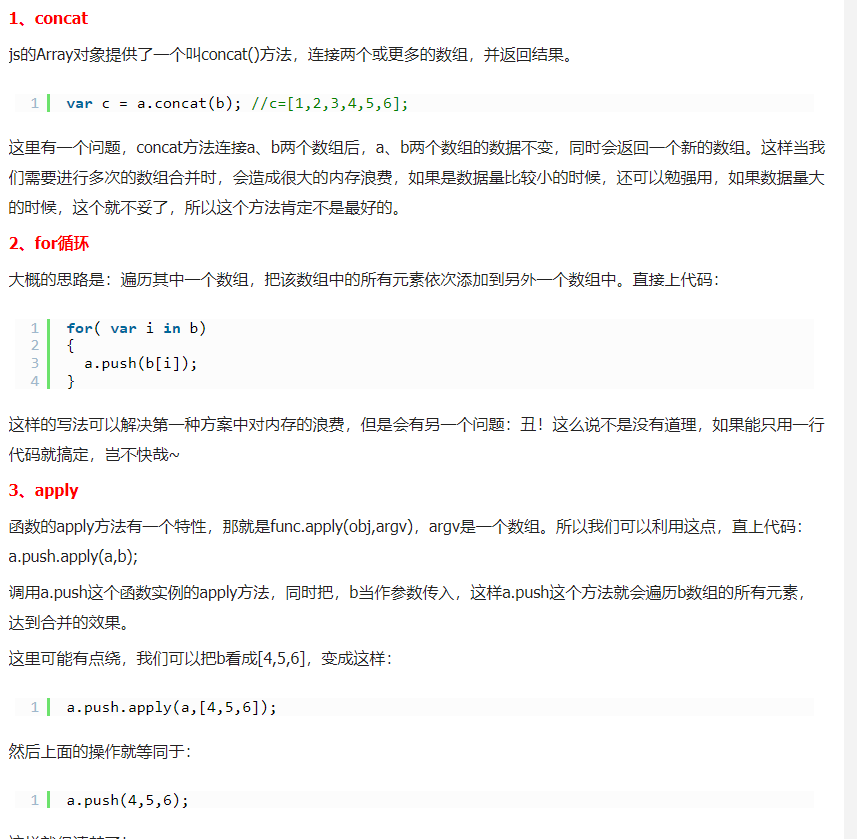 1、concat
js的Array对象提供了一个叫concat()方法，连接两个或更多的数组，并返回结果。
1 var c = a.concat(b); //c=[1,2,3,4,5,6];
这里有一个问题，concat方法连接a、b两个数组后，a、b两个数组的数据不变，同时会返回一个新的数组。这样当我
们需要进行多次的数组合并时，会造成很大的内存浪费，如果是数据量比较小的时候，还可以勉强用，如果数据量大
的时候，这个就不妥了，所以这个方法肯定不是最好的。
2、for循环
大概的思路是：遍历其中一个数组，把该数组中的所有元素依次添加到另外一个数组中。直接上代码：
1 for( var i in b)
2 {
3   a.push(b[i]);
4 }
这样的写法可以解决第一种方案中对内存的浪费，但是会有另一个问题：丑！这么说不是没有道理，如果能只用一行
代码就搞定，岂不快哉~
3、apply
函数的apply方法有一个特性，那就是func.apply(obj,argv)，argv是一个数组。所以我们可以利用这点，直上代码：
a.push.apply(a,b);
调用a.push这个函数实例的apply方法，同时把，b当作参数传入，这样a.push这个方法就会遍历b数组的所有元素，
达到合并的效果。
这里可能有点绕，我们可以把b看成[4,5,6]，变成这样：
1 a.push.apply(a,[4,5,6]);
然后上面的操作就等同于：
1 a.push(4,5,6);